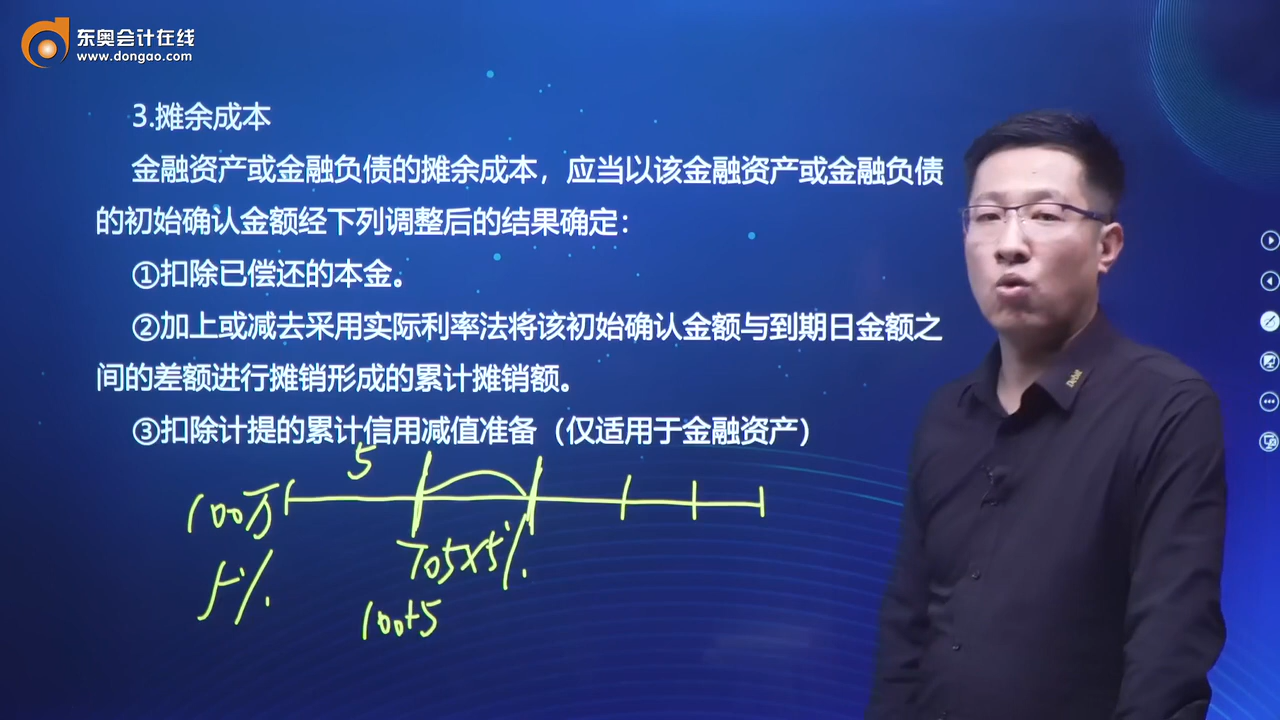 东奥会计在线
www.dongao.com
3.摊余成本
金融资产或金融负债的摊余成本，应当以该金融资产或金融负债
的初始确认金额经下列调整后的结果确定：
①扣除已偿还的本金。
②加上或减去采用实际利率法将该初始确认金额与到期日金额之
间的差额进行摊销形成的累计摊销额。
③扣除计提的累计信用减值准备（仅适用于金融资产）
5
100万
105×5%
5%
100+5
Debit